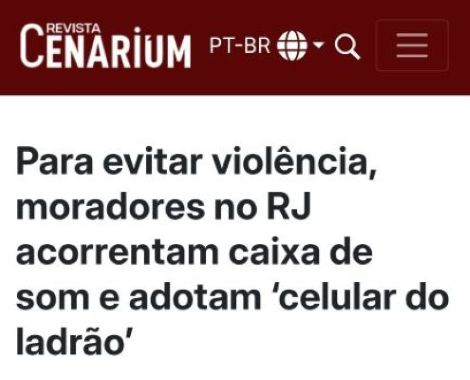 REVISTA
CENARIUM PT-BR
Para evitar violência,
moradores no RJ
acorrentam caixa de
som e adotam ‘celular do
ladrão’